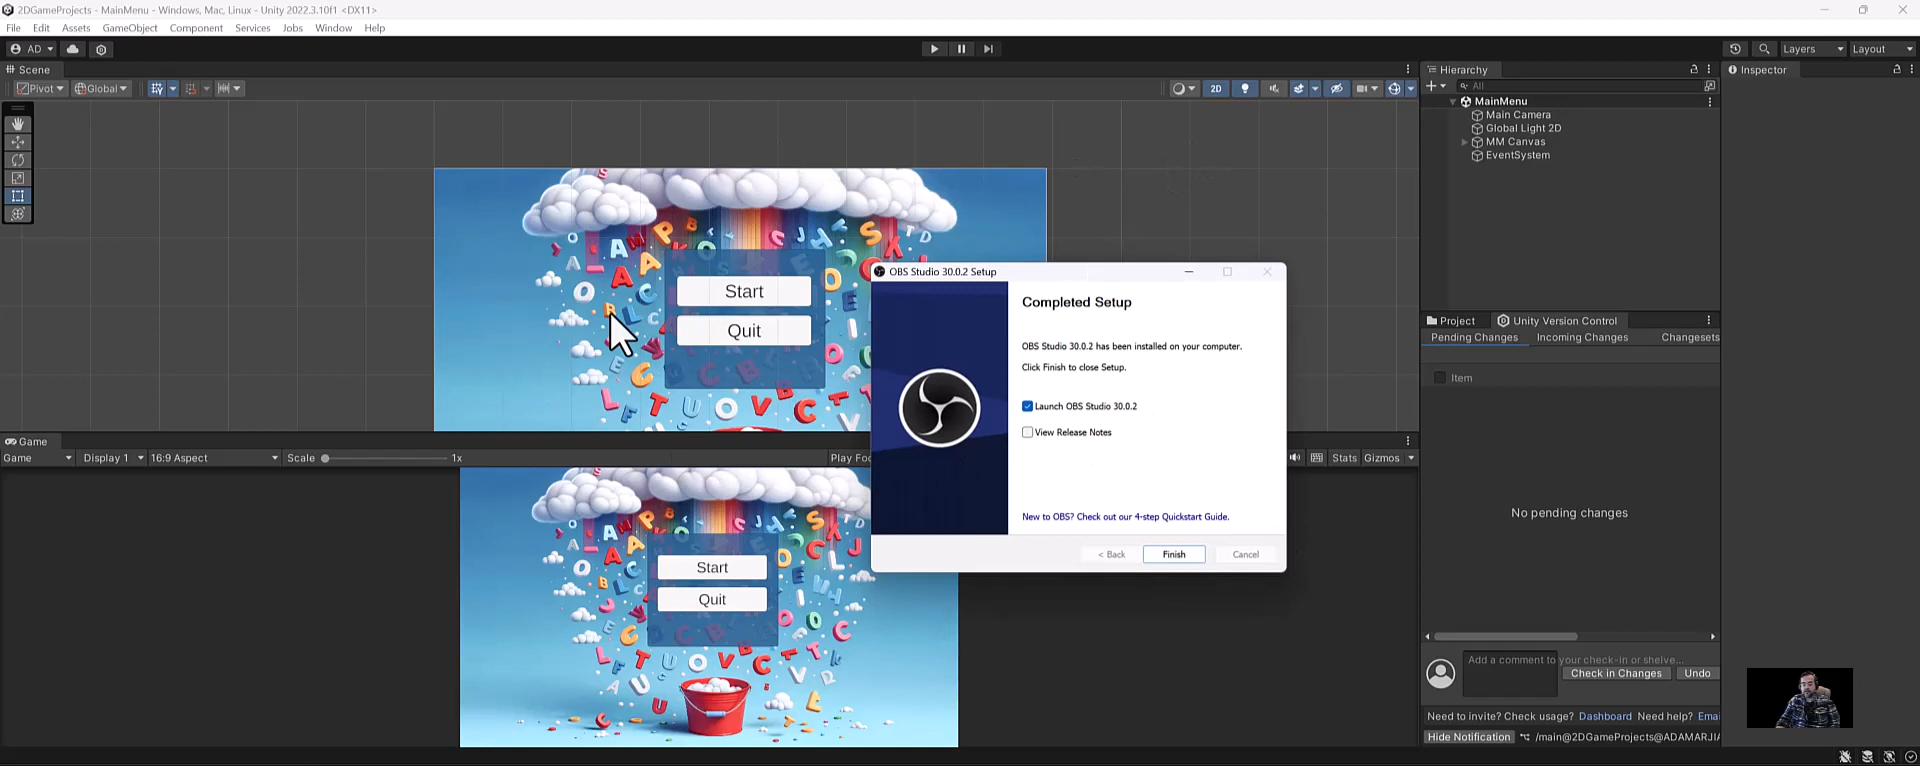 2DGameProjects - MainMenu - Windows, Mac, Linux - Unity 2022.3.10f1 <DX11>
File Edit Assets GameObject Component Services Jobs Window Help
AD
Layers
Layout
Scene
Pivot
Global
2D
Start
Quit
Game
Game
Display 1
16:9 Aspect
Scale
1x
Play Foc
Stats
Gizmos
Start
Quit
OBS Studio 30.0.2 Setup
Completed Setup
OBS Studio 30.0.2 has been installed on your computer.
Click Finish to close Setup.
Launch OBS Studio 30.0.2
View Release Notes
New to OBS? Check out our 4-step Quickstart Guide.
< Back
Finish
Cancel
Hierarchy
All
MainMenu
Main Camera
Global Light 2D
MM Canvas
EventSystem
Inspector
Project
Unity Version Control
Pending Changes
Incoming Changes
Changesets
Item
No pending changes
Add a comment to your check-in or shelve...
Check in Changes
Undo
Need to invite? Check usage? Dashboard Need help? Emai
Hide Notification
/main@2DGameProjects@ADAMARJIA